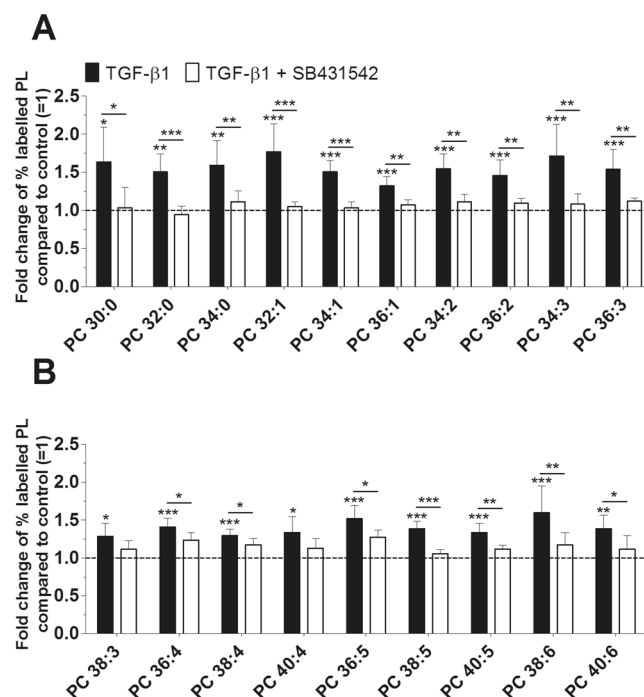 A
TGF-β1 TGF-β1 + SB431542
Fold change of % labelled PL
compared to control (=1)
2.5
2.0
1.5
1.0
0.5
0.0
* *** ** *** *** ** ** ** ** **
* ** ** *** *** *** *** *** *** ***
PC 30:0 PC 32:0 PC 34:0 PC 32:1 PC 34:1 PC 36:1 PC 34:2 PC 36:2 PC 34:3 PC 36:3
B
Fold change of % labelled PL
compared to control (=1)
2.5
2.0
1.5
1.0
0.5
0.0
* * * *** ** ** *
* *** *** * *** *** *** *** **
PC 38:3 PC 36:4 PC 38:4 PC 40:4 PC 36:5 PC 38:5 PC 40:5 PC 38:6 PC 40:6